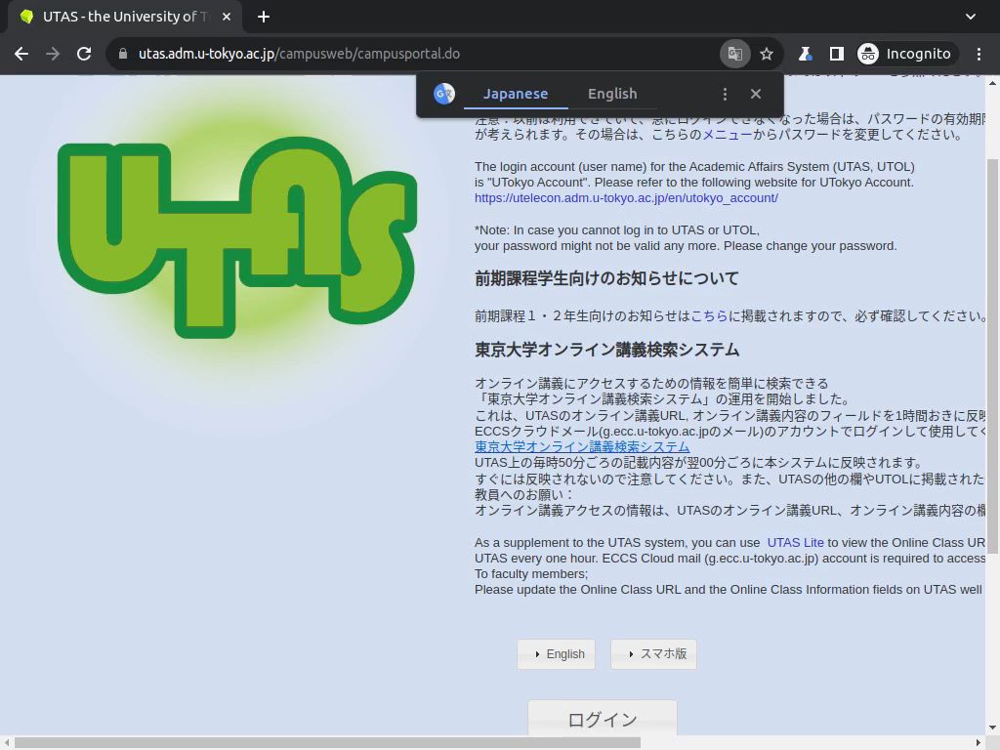 UTAS - the University of T
utas.adm.u-tokyo.ac.jp/campusweb/campusportal.do
Incognito
Japanese
English
UTAS
注意：以前は利用できていて、急にログインできなくなった場合は、パスワードの有効期
が考えられます。その場合は、こちらのメニューからパスワードを変更してください。
The login account (user name) for the Academic Affairs System (UTAS, UTOL)
is "UTokyo Account". Please refer to the following website for UTokyo Account.
https://utelecon.adm.u-tokyo.ac.jp/en/utokyo_account/
*Note: In case you cannot log in to UTAS or UTOL,
your password might not be valid any more. Please change your password.
前期課程学生向けのお知らせについて
前期課程１・２年生向けのお知らせはこちらに掲載されますので、必ず確認してください。
東京大学オンライン講義検索システム
オンライン講義にアクセスするための情報を簡単に検索できる
「東京大学オンライン講義検索システム」の運用を開始しました。
これは、UTASのオンライン講義URL, オンライン講義内容のフィールドを1時間おきに反映
ECCSクラウドメール(g.ecc.u-tokyo.ac.jpのメール)のアカウントでログインして使用してく
東京大学オンライン講義検索システム
UTAS上の毎時50分ごろの記載内容が翌00分ごろに本システムに反映されます。
すぐには反映されないので注意してください。また、UTASの他の欄やUTOLに掲載された
教員へのお願い：
オンライン講義アクセスの情報は、UTASのオンライン講義URL、オンライン講義内容の欄
As a supplement to the UTAS system, you can use UTAS Lite to view the Online Class UR
UTAS every one hour. ECCS Cloud mail (g.ecc.u-tokyo.ac.jp) account is required to access
To faculty members;
Please update the Online Class URL and the Online Class Information fields on UTAS well
English
スマホ版
ログイン